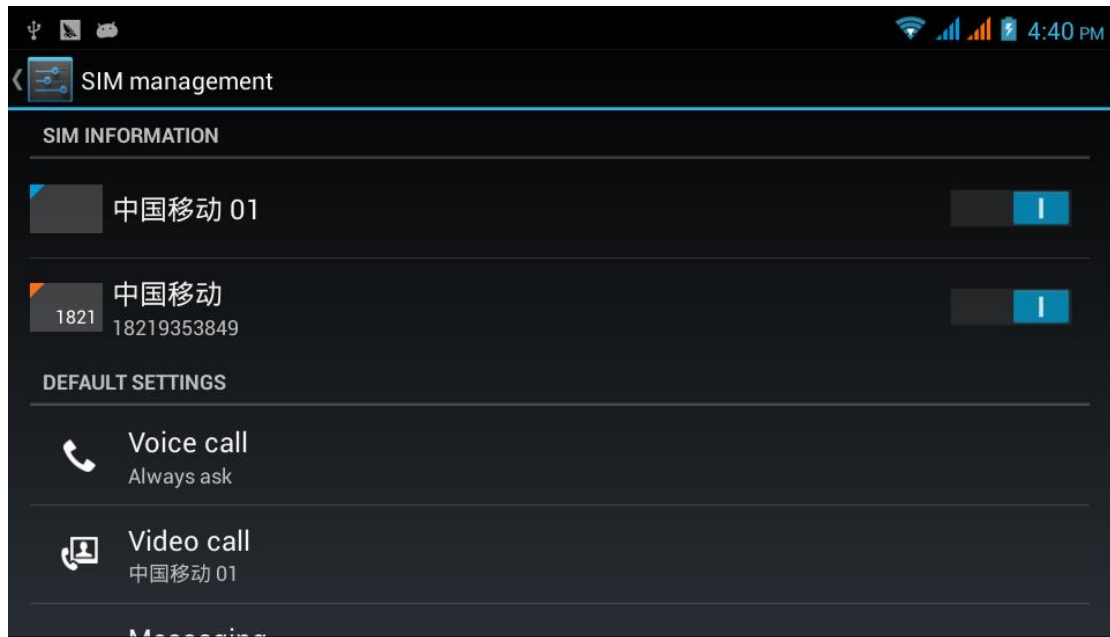 4:40 PM
SIM management
SIM INFORMATION
中国移动 01
中国移动
1821
18219353849
DEFAULT SETTINGS
Voice call
Always ask
Video call
中国移动 01
Messaging